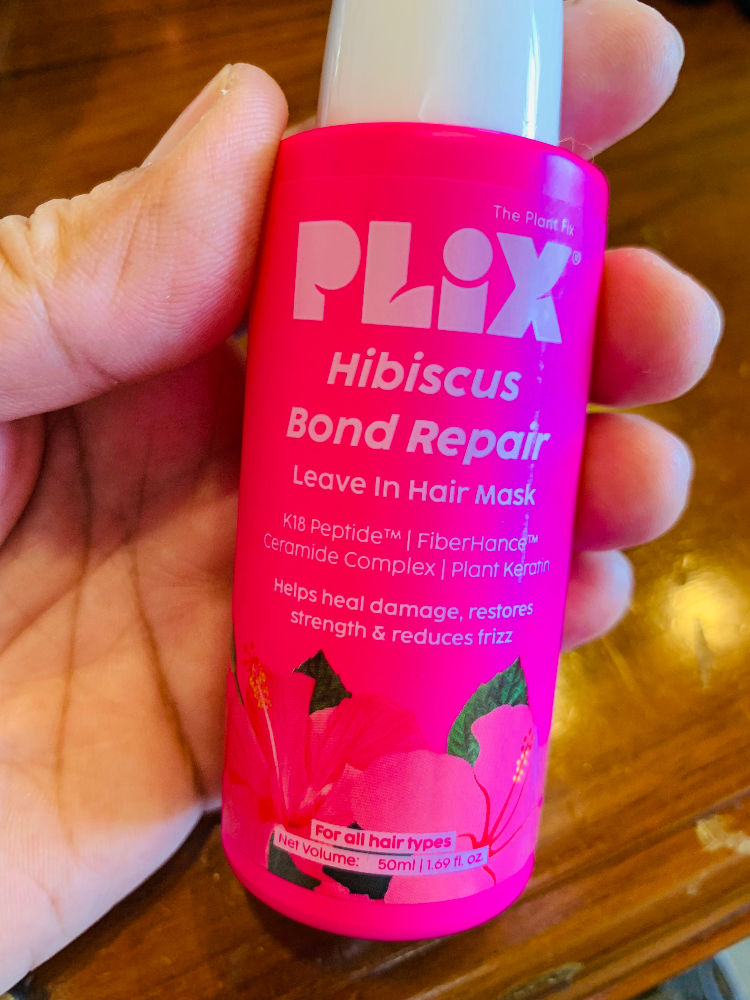 The Plant Fix
PLiX®
Hibiscus
Bond Repair
Leave In Hair Mask
K18 Peptide™ | FiberHance™
Ceramide Complex | Plant Keratin
Helps heal damage, restores
strength & reduces frizz
For all hair types
Net Volume: 50ml | 1.69 fl. oz.